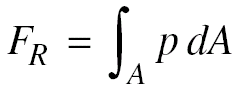 F_R = ∫_A p dA